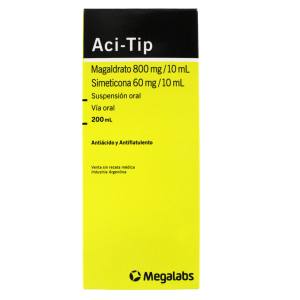 Aci-Tip
Magaldrato 800 mg/10 mL
Simeticona 60 mg/10 mL
Suspensión oral
Vía oral
200 mL
Antiácido y Antiflatulento
Venta sin receta médica
Industria Argentina
Megalabs